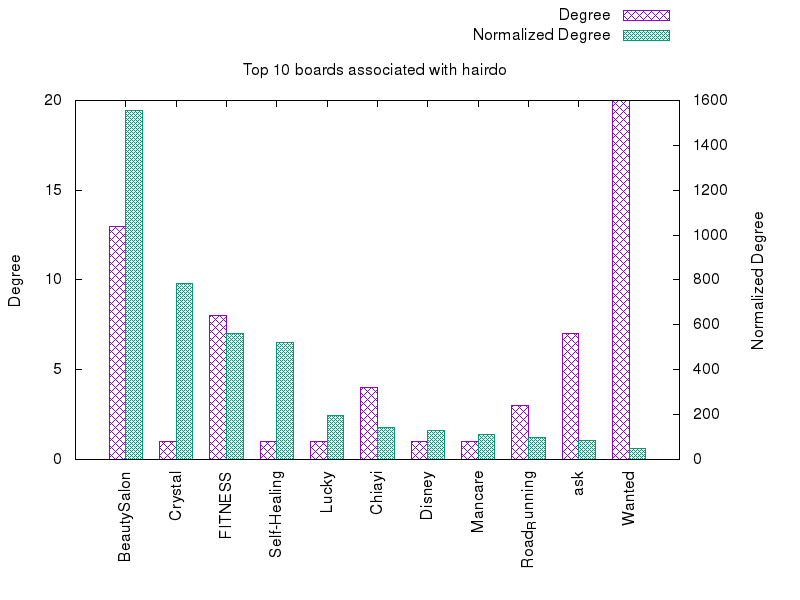 Degree
Normalized Degree
Top 10 boards associated with hairdo
20
15
10
5
0
1600
1400
1200
1000
800
600
400
200
0
Degree
Normalized Degree
BeautySalon
Crystal
FITNESS
Self-Healing
Lucky
Chiayi
Disney
Mancare
Road_Running
ask
Wanted